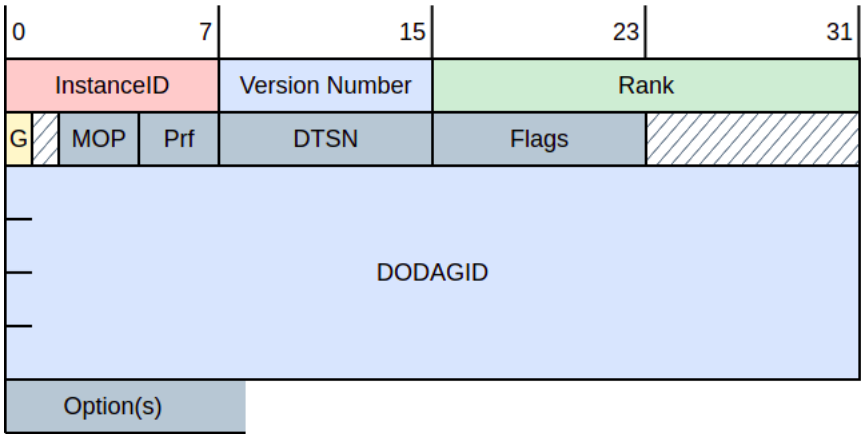 0 7 15 23 31
InstanceID Version Number Rank
G MOP Prf DTSN Flags
DODAGID
Option(s)